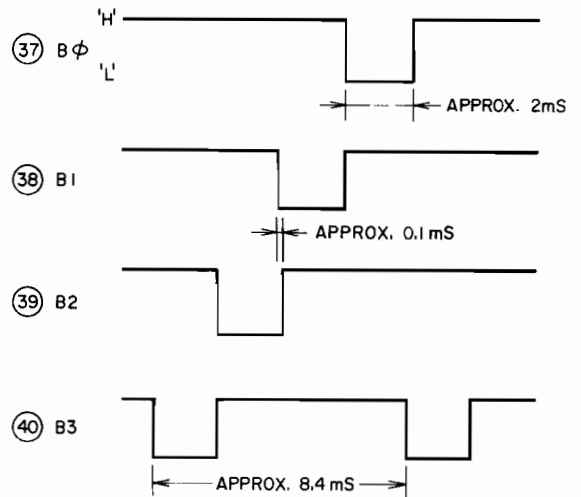 'H'
37 Bϕ
'L'
APPROX. 2mS
38 B1
APPROX. 0.1mS
39 B2
40 B3
APPROX. 8.4mS